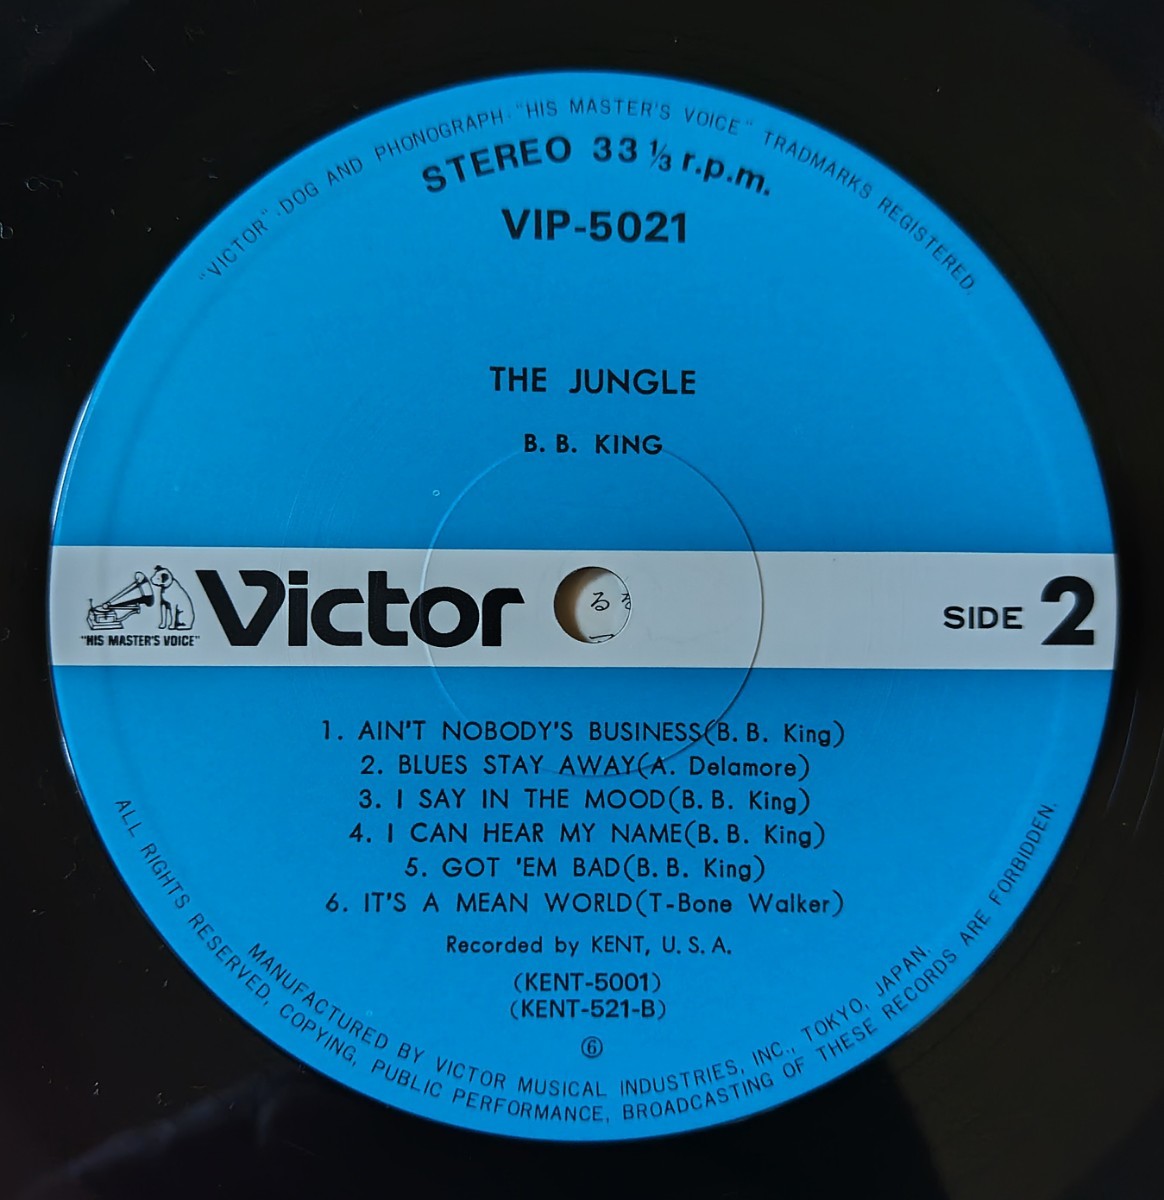 "VICTOR" · DOG AND PHONOGRAPH · "HIS MASTER'S VOICE" TRADMARKS REGISTERED.
STEREO 33 ⅓ r.p.m.
VIP-5021
THE JUNGLE
B. B. KING
"HIS MASTER'S VOICE"
Victor
る
SIDE 2
1. AIN'T NOBODY'S BUSINESS(B. B. King)
2. BLUES STAY AWAY(A. Delamore)
3. I SAY IN THE MOOD(B. B. King)
4. I CAN HEAR MY NAME(B. B. King)
5. GOT 'EM BAD(B. B. King)
6. IT'S A MEAN WORLD(T-Bone Walker)
Recorded by KENT, U. S. A.
(KENT-5001)
(KENT-521-B)
⑥
MANUFACTURED BY VICTOR MUSICAL INDUSTRIES, INC., TOKYO, JAPAN.
ALL RIGHTS RESERVED, COPYING, PUBLIC PERFORMANCE, BROADCASTING OF THESE RECORDS ARE FORBIDDEN.